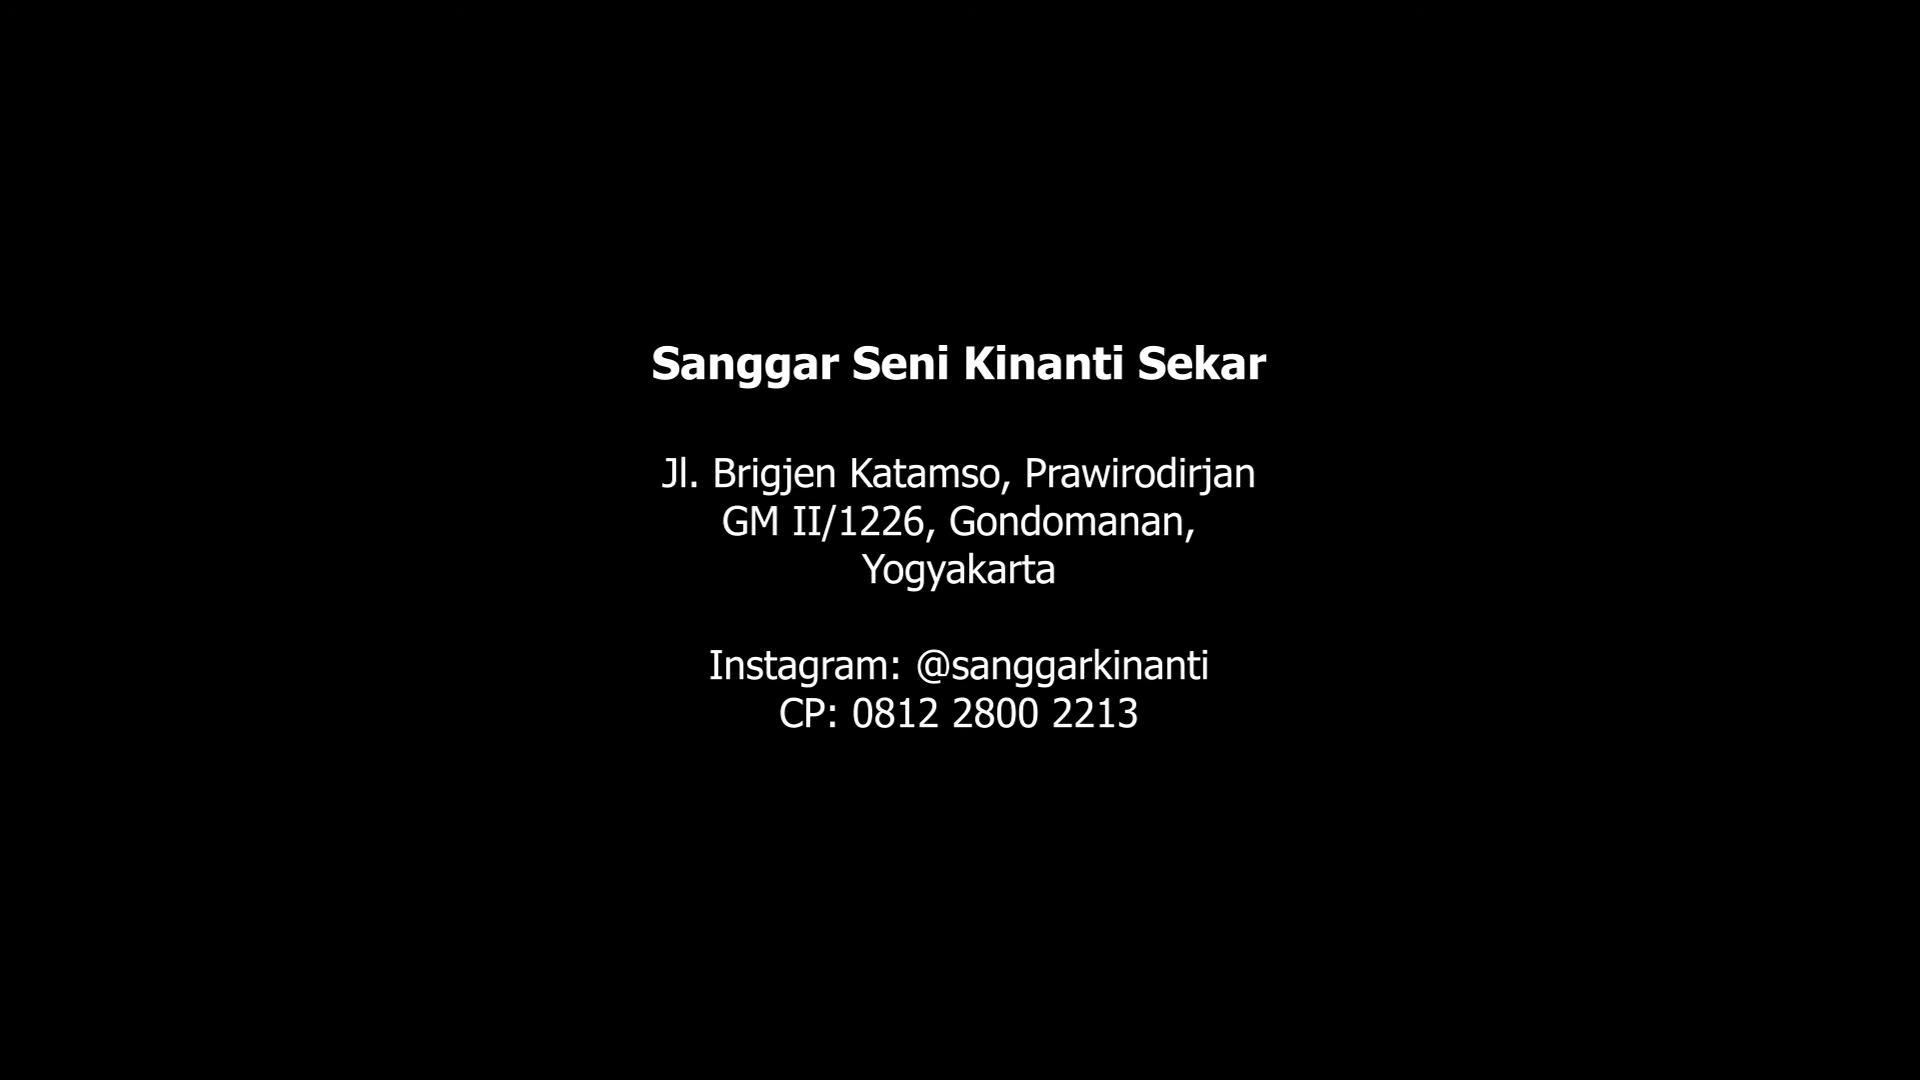 Sanggar Seni Kinanti Sekar
Jl. Brigjen Katamso, Prawirodirjan
GM II/1226, Gondomanan,
Yogyakarta
Instagram: @sanggarkinanti
CP: 0812 2800 2213